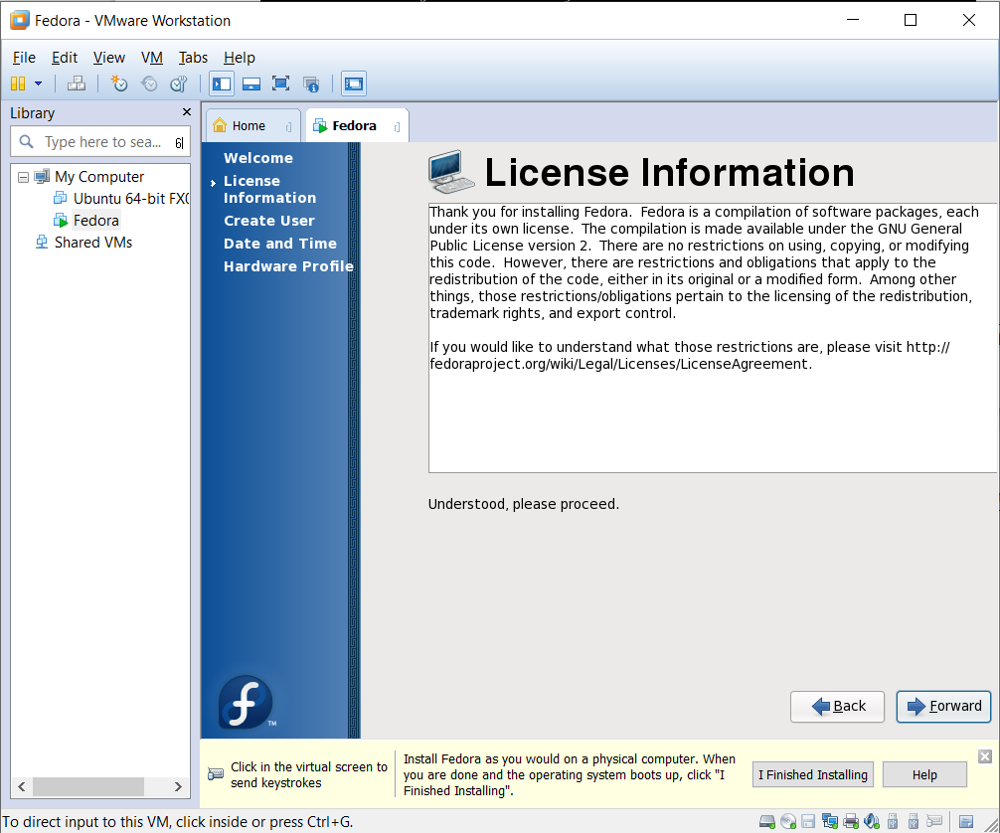 Fedora - VMware Workstation
File Edit View VM Tabs Help
Library
Type here to sea...
My Computer
Ubuntu 64-bit FX
Fedora
Shared VMs
Home
Fedora
Welcome
License
Information
Create User
Date and Time
Hardware Profile
License Information
Thank you for installing Fedora.  Fedora is a compilation of software packages, each
under its own license.  The compilation is made available under the GNU General
Public License version 2.  There are no restrictions on using, copying, or modifying
this code.  However, there are restrictions and obligations that apply to the
redistribution of the code, either in its original or a modified form.  Among other
things, those restrictions/obligations pertain to the licensing of the redistribution,
trademark rights, and export control.
If you would like to understand what those restrictions are, please visit http://
fedoraproject.org/wiki/Legal/Licenses/LicenseAgreement.
Understood, please proceed.
TM
Back
Forward
Click in the virtual screen to
send keystrokes
Install Fedora as you would on a physical computer. When
you are done and the operating system boots up, click "I
Finished Installing".
I Finished Installing
Help
To direct input to this VM, click inside or press Ctrl+G.